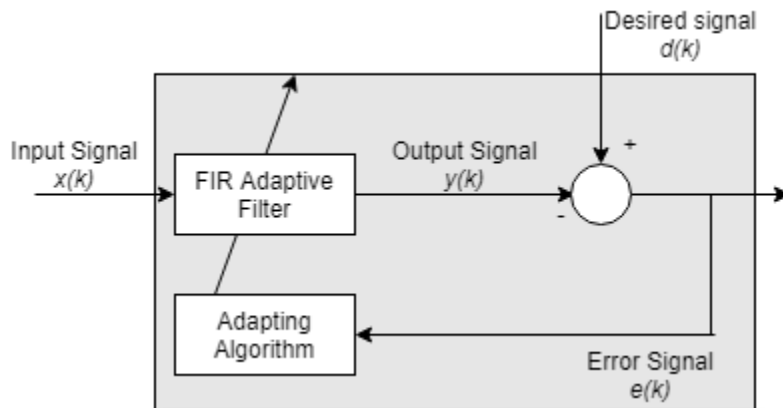 Desired signal
d(k)
Input Signal
x(k)
FIR Adaptive
Filter
Output Signal
y(k)
+
-
Adapting
Algorithm
Error Signal
e(k)